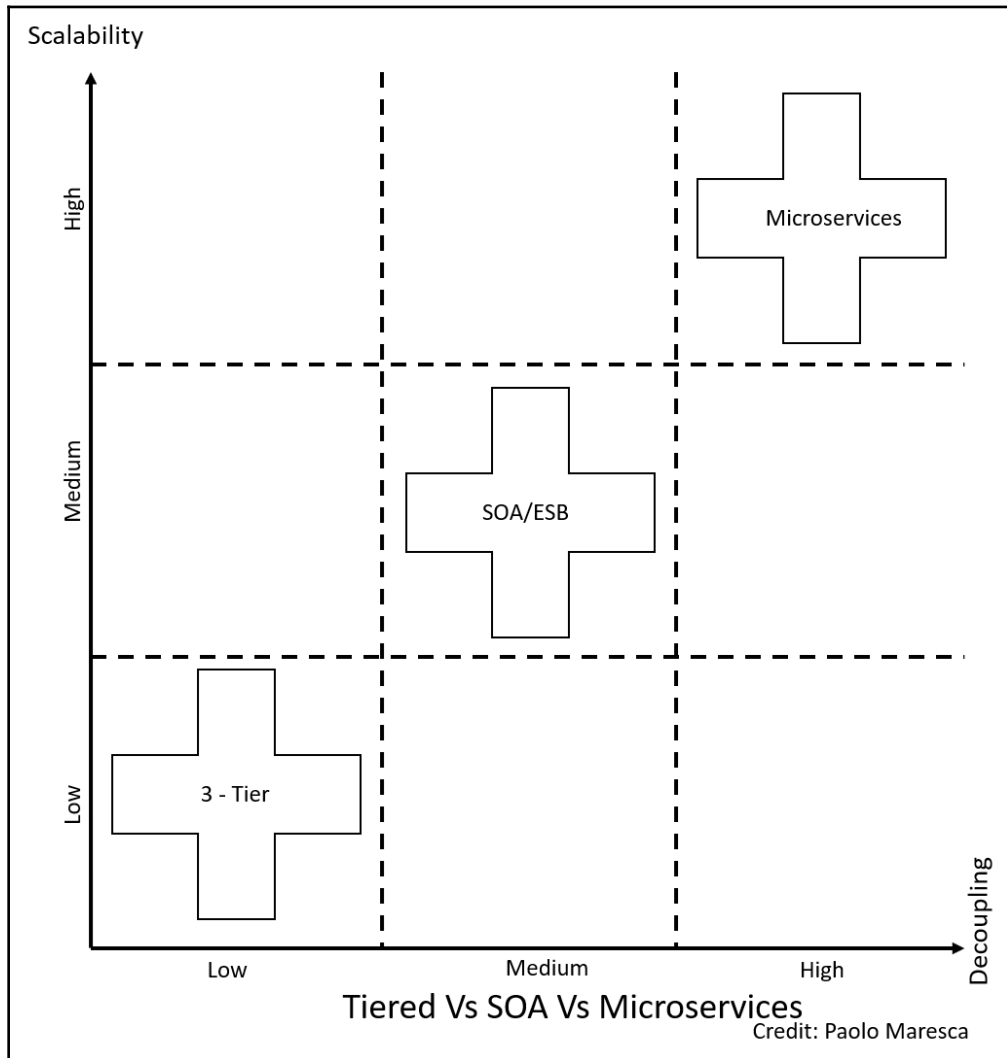 Scalability
High
Microservices
Medium
SOA/ESB
Low
3 - Tier
Decoupling
Low
Medium
High
Tiered Vs SOA Vs Microservices
Credit: Paolo Maresca